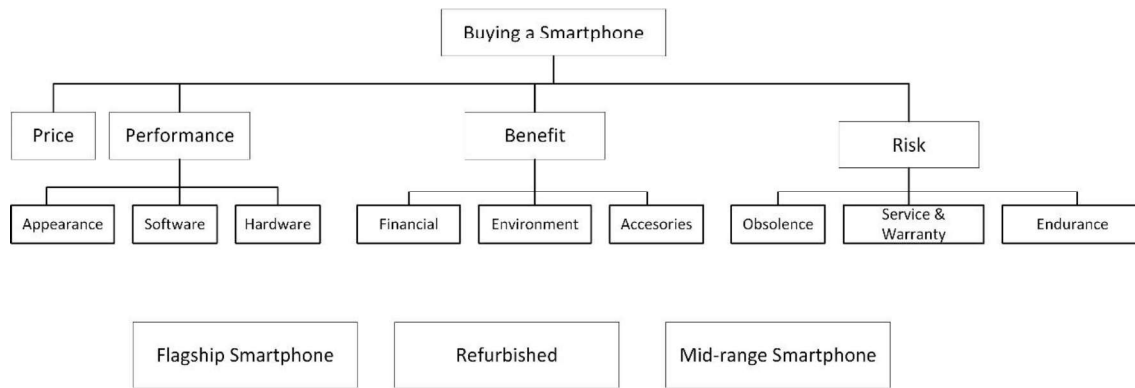 Buying a Smartphone
Price
Performance
Benefit
Risk
Appearance
Software
Hardware
Financial
Environment
Accesories
Obsolence
Service &
Warranty
Endurance
Flagship Smartphone
Refurbished
Mid-range Smartphone